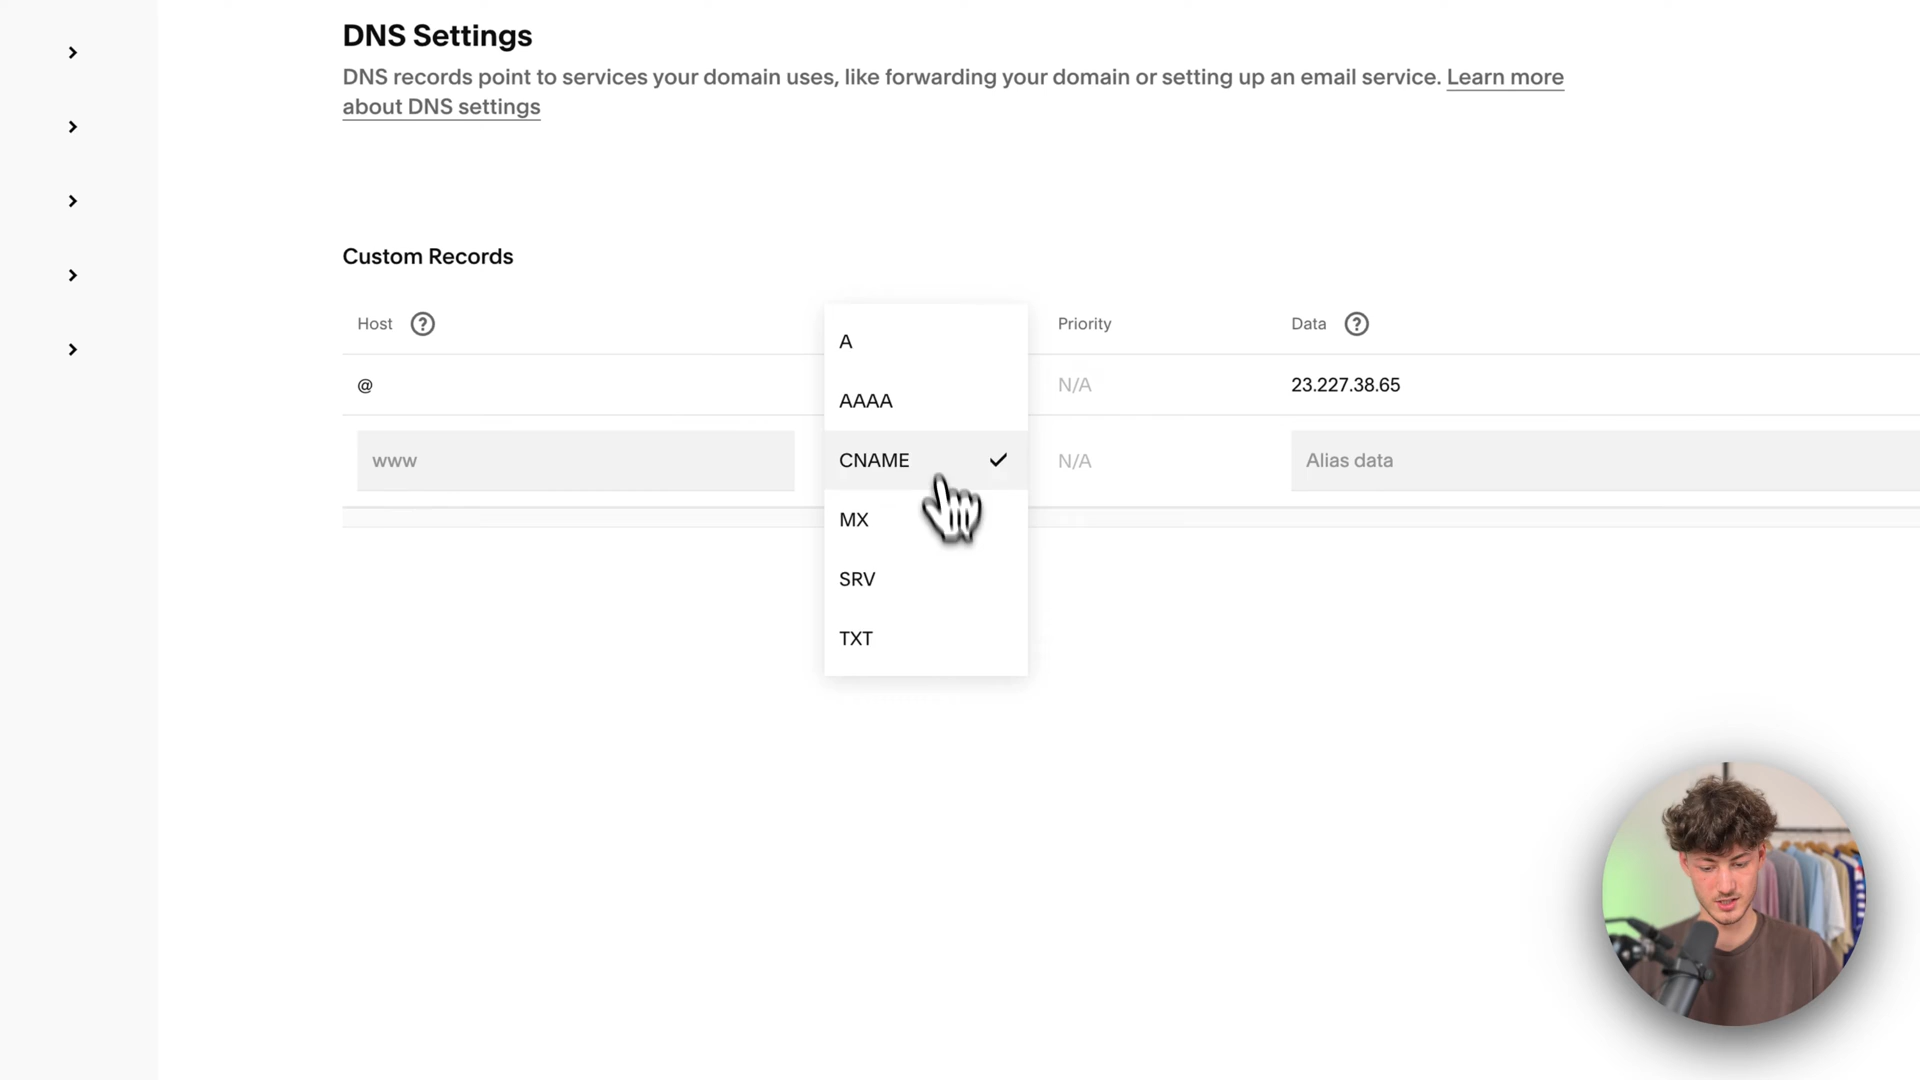 DNS Settings
DNS records point to services your domain uses, like forwarding your domain or setting up an email service. Learn more
about DNS settings
Custom Records
Host ? Priority Data ?
A
@ N/A 23.227.38.65
AAAA
www CNAME N/A Alias data
MX
SRV
TXT